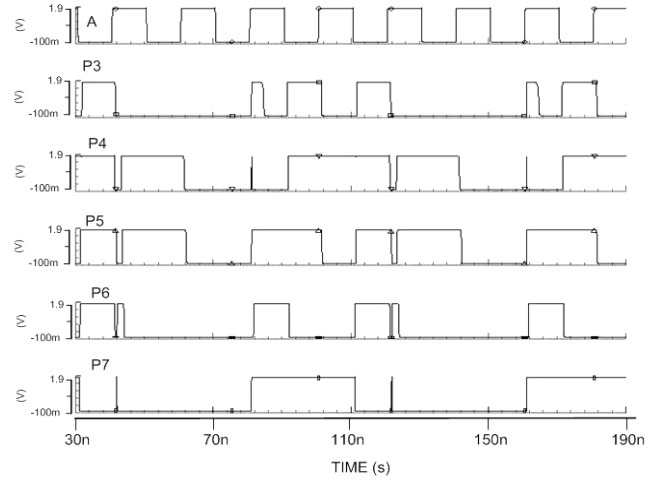 1.9 A
(V)
-100m
P3
1.9
(V)
-100m
P4
1.9
(V)
-100m
P5
1.9
(V)
-100m
P6
1.9
(V)
-100m
P7
1.9
(V)
-100m
30n 70n 110n 150n 190n
TIME (s)